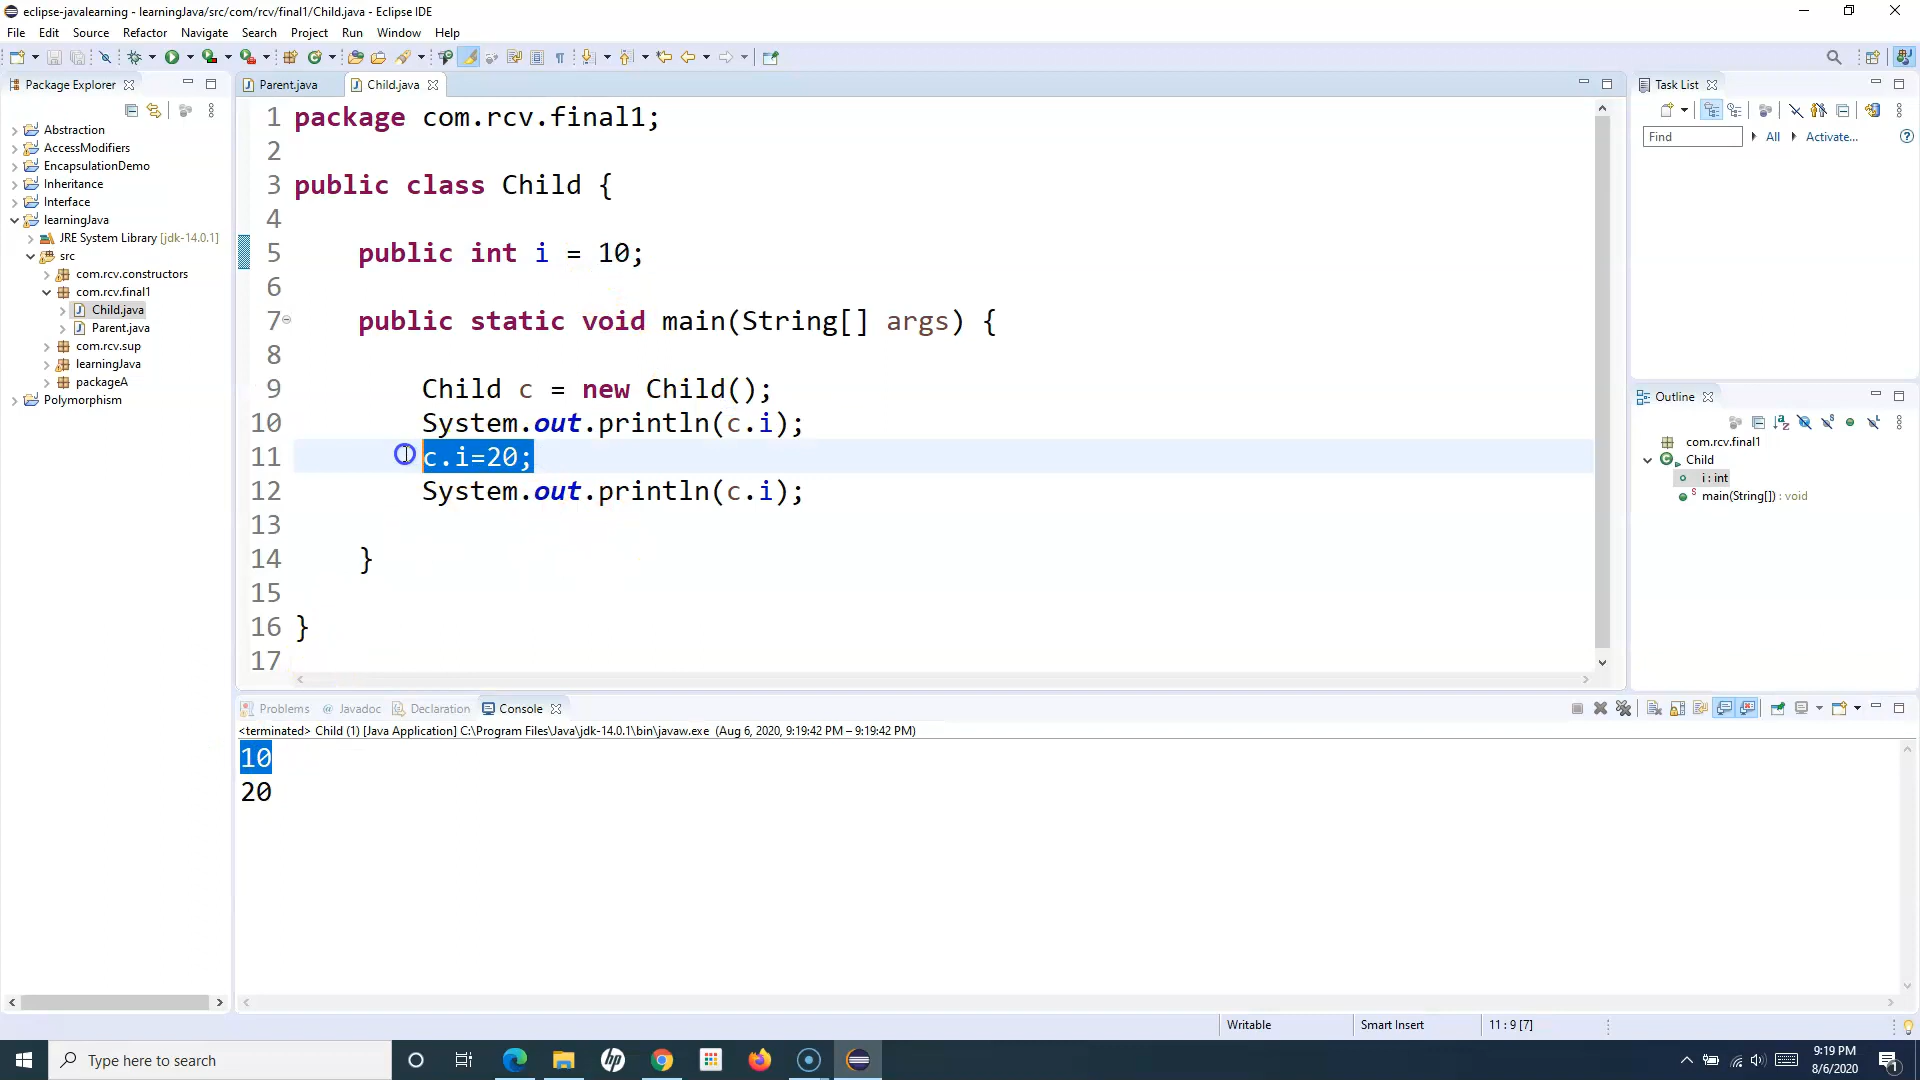 eclipse-javalearning - learningJava/src/com/rcv/final1/Child.java - Eclipse IDE
File Edit Source Refactor Navigate Search Project Run Window Help
Package Explorer
Abstraction
AccessModifiers
EncapsulationDemo
Inheritance
Interface
learningJava
JRE System Library [jdk-14.0.1]
src
com.rcv.constructors
com.rcv.final1
Child.java
Parent.java
com.rcv.sup
learningJava
packageA
Polymorphism
Parent.java Child.java
1 package com.rcv.final1;
2
3 public class Child {
4
5 public int i = 10;
6
7 public static void main(String[] args) {
8
9 Child c = new Child();
10 System.out.println(c.i);
11 c.i=20;
12 System.out.println(c.i);
13
14 }
15
16 }
17
Task List
Find All Activate...
Outline
com.rcv.final1
Child
i : int
main(String[]) : void
Problems @ Javadoc Declaration Console
<terminated> Child (1) [Java Application] C:\Program Files\Java\jdk-14.0.1\bin\javaw.exe (Aug 6, 2020, 9:19:42 PM – 9:19:42 PM)
10
20
Writable Smart Insert 11 : 9 [7]
Type here to search
hp
9:19 PM
8/6/2020
1